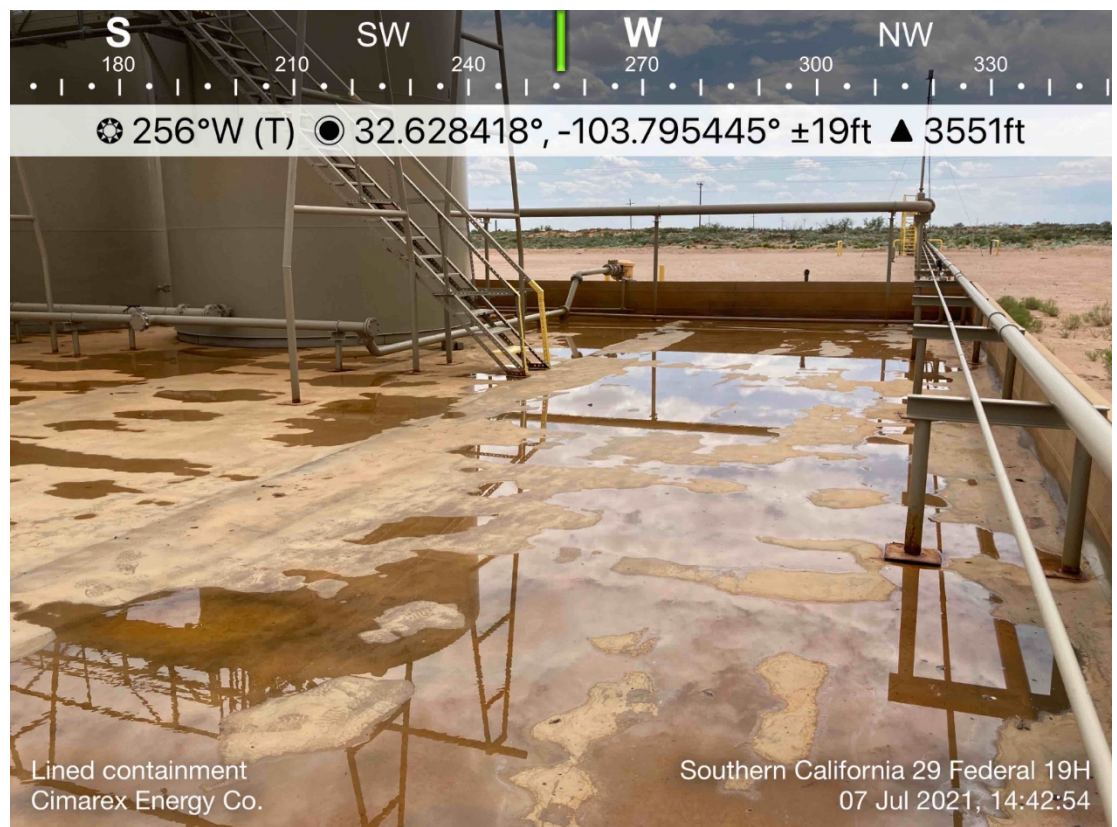 S SW W NW
180 210 240 270 300 330
256°W (T) 32.628418°, -103.795445° ±19ft ▲ 3551ft
Lined containment
Cimarex Energy Co.
Southern California 29 Federal 19H
07 Jul 2021, 14:42:54